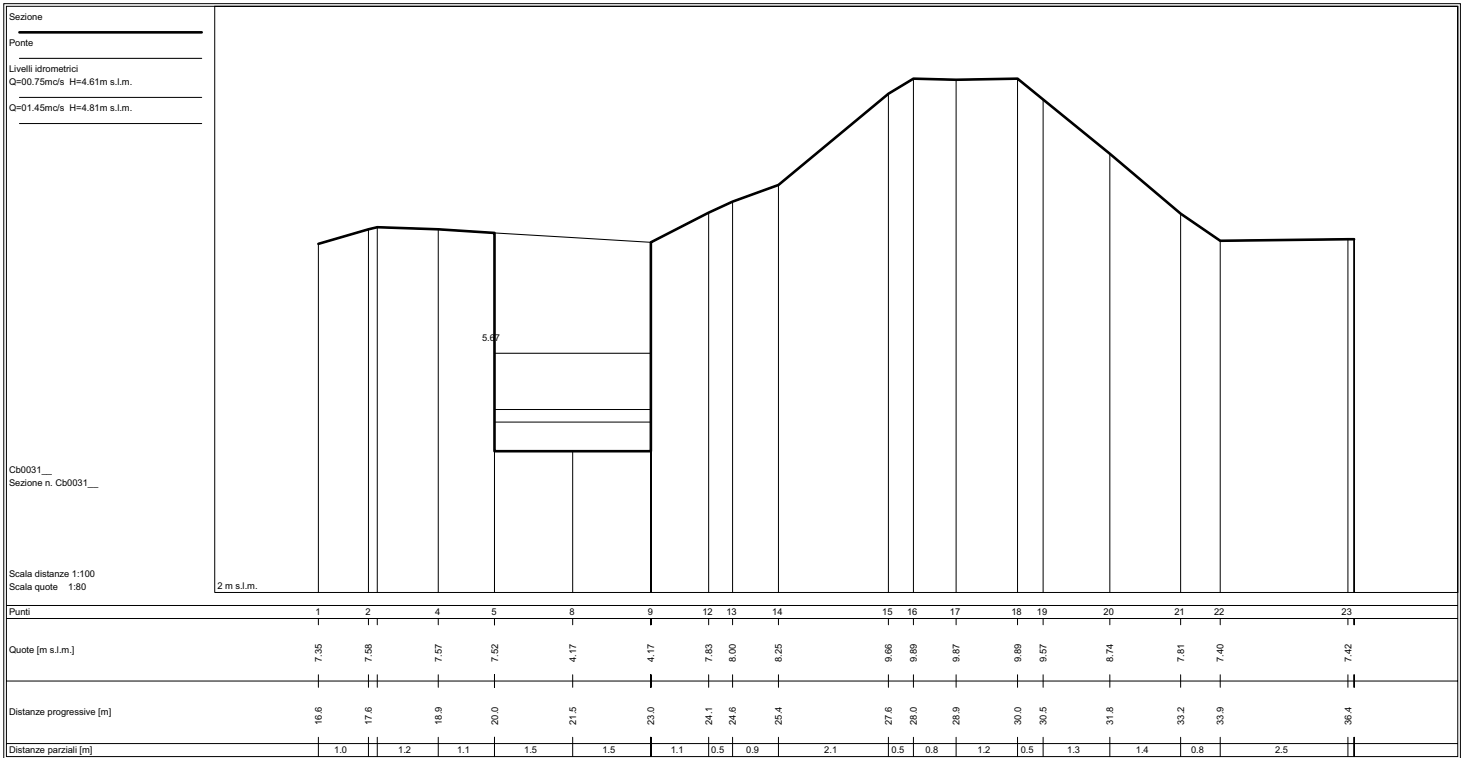 Sezione
Ponte
Livelli idrometrici
Q=00.75mc/s H=4.61m s.l.m.
Q=01.45mc/s H=4.81m s.l.m.
5.67
Cb0031__
Sezione n. Cb0031__
Scala distanze 1:100
Scala quote 1:80
2 m s.l.m.
Punti 1 2 4 5 8 9 12 13 14 15 16 17 18 19 20 21 22 23
Quote [m s.l.m.] 7.35 7.58 7.57 7.52 4.17 4.17 7.83 8.00 8.25 9.66 9.89 9.87 9.89 9.57 8.74 7.81 7.40 7.42
Distanze progressive [m] 16.6 17.6 18.9 20.0 21.5 23.0 24.1 24.6 25.4 27.6 28.0 28.9 30.0 30.5 31.8 33.2 33.9 36.4
Distanze parziali [m] 1.0 1.2 1.1 1.5 1.5 1.1 0.5 0.9 2.1 0.5 0.8 1.2 0.5 1.3 1.4 0.8 2.5